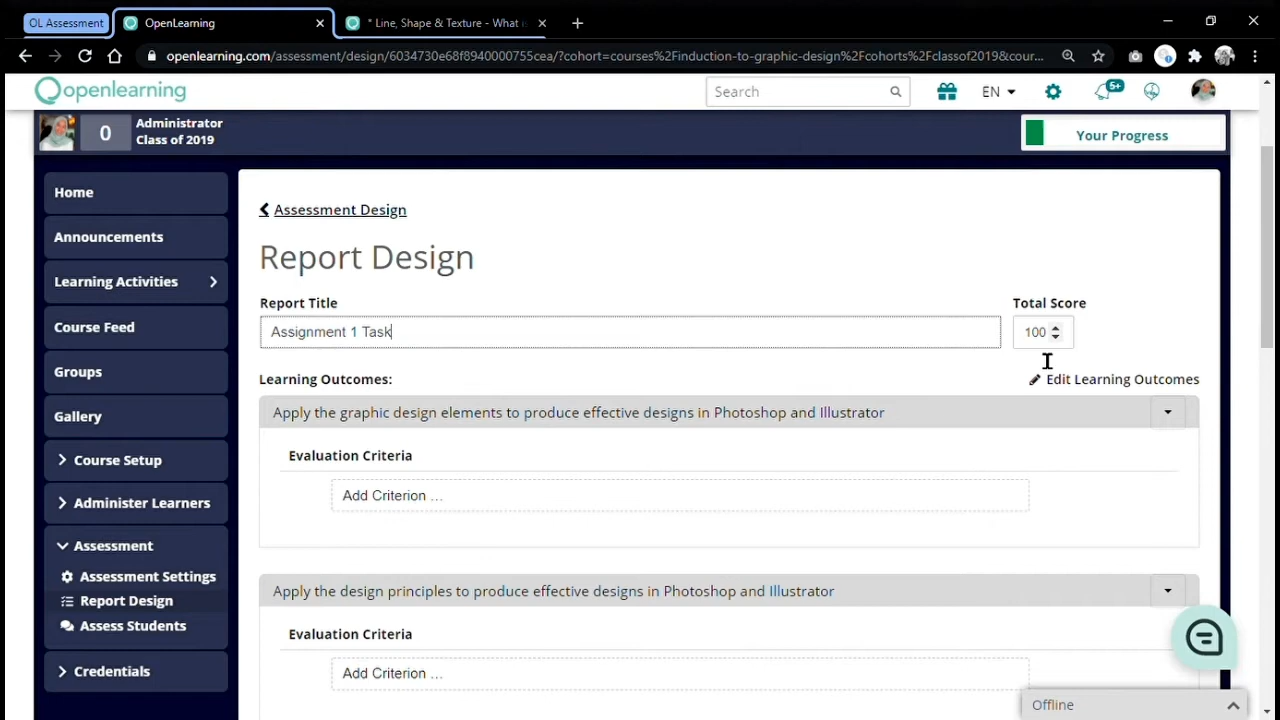 OL Assessment
OpenLearning
* Line, Shape & Texture - What is
openlearning.com/assessment/design/6034730e68f8940000755cea/?cohort=courses%2Finduction-to-graphic-design%2Fcohorts%2Fclassof2019&cour...
openlearning
Search
EN
5+
0
Administrator
Class of 2019
Your Progress
Home
Announcements
Learning Activities
Course Feed
Groups
Gallery
Course Setup
Administer Learners
Assessment
Assessment Settings
Report Design
Assess Students
Credentials
Assessment Design
Report Design
Report Title
Total Score
Assignment 1 Task
100
Learning Outcomes:
Edit Learning Outcomes
Apply the graphic design elements to produce effective designs in Photoshop and Illustrator
Evaluation Criteria
Add Criterion ...
Apply the design principles to produce effective designs in Photoshop and Illustrator
Evaluation Criteria
Add Criterion ...
Offline